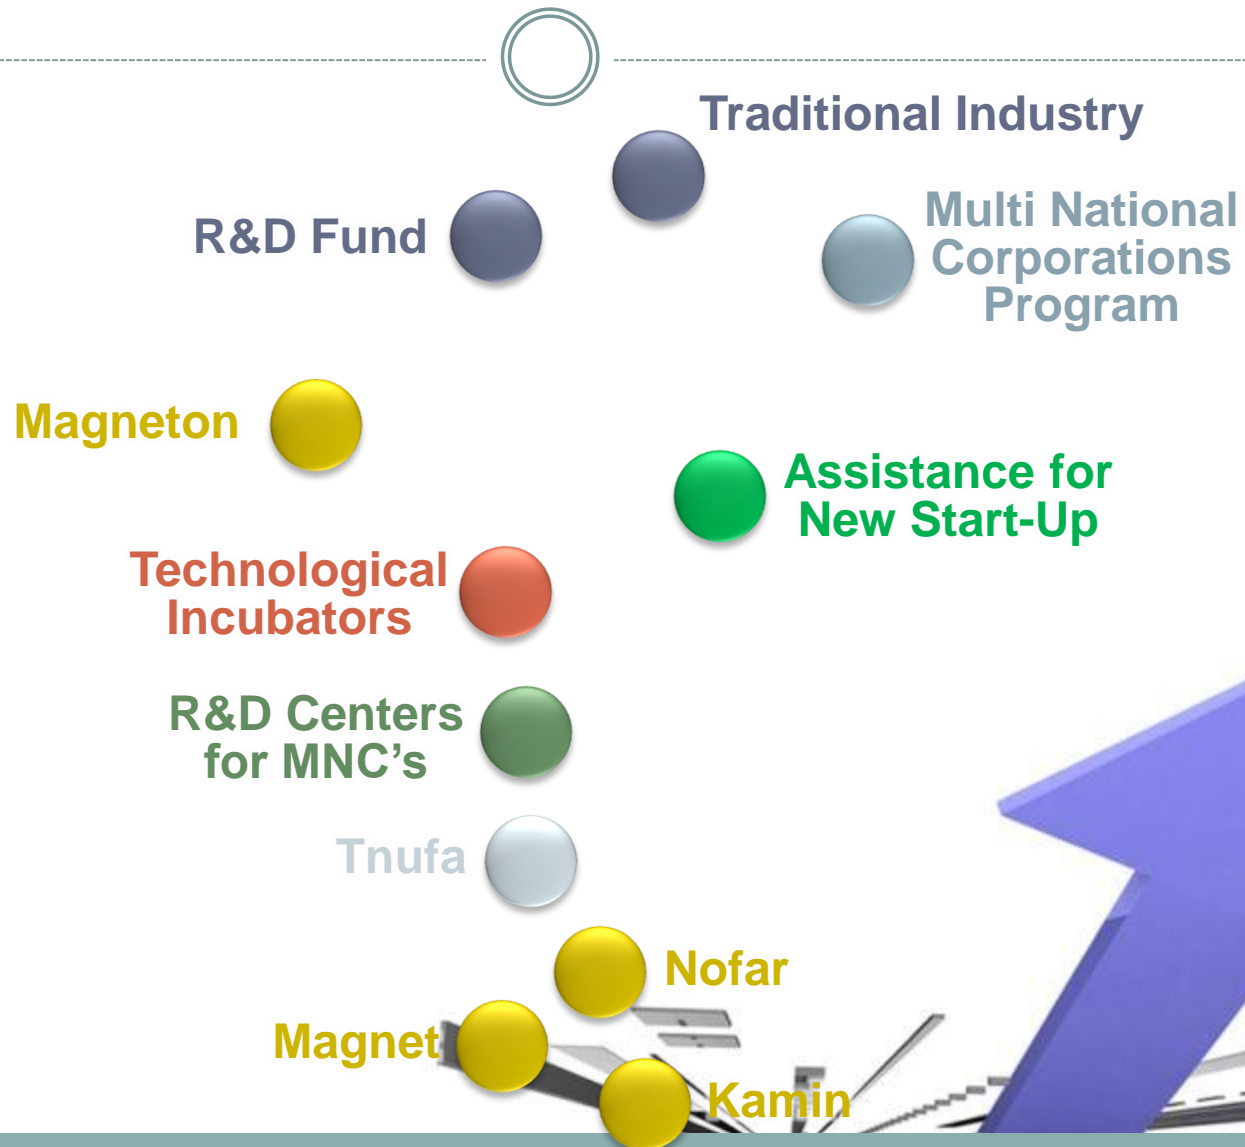 Traditional Industry
R&D Fund
Multi National
Corporations
Program
Magneton
Assistance for
New Start-Up
Technological
Incubators
R&D Centers
for MNC’s
Tnufa
Nofar
Magnet
Kamin